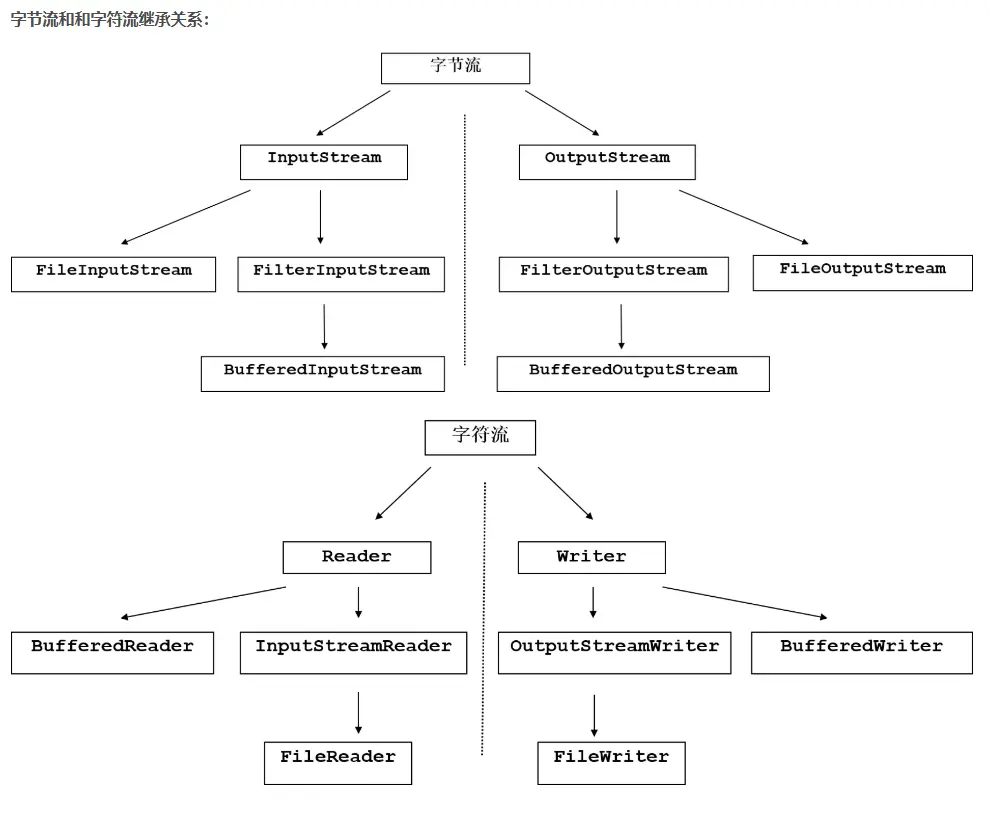 字节流和和字符流继承关系：
字节流
InputStream
OutputStream
FileInputStream
FilterInputStream
FilterOutputStream
FileOutputStream
BufferedInputStream
BufferedOutputStream
字符流
Reader
Writer
BufferedReader
InputStreamReader
OutputStreamWriter
BufferedWriter
FileReader
FileWriter